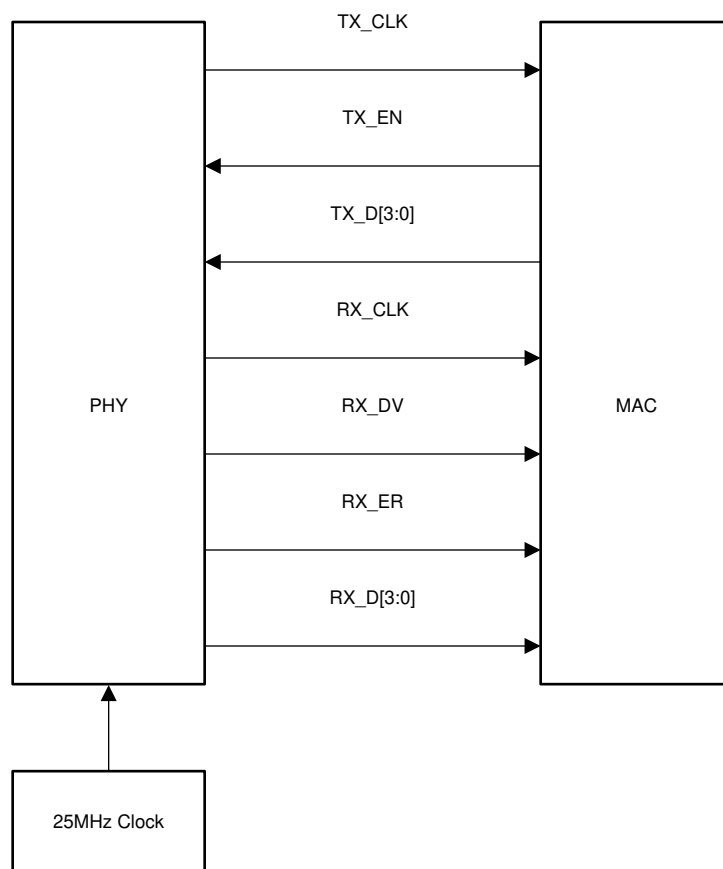 TX_CLK
TX_EN
TX_D[3:0]
RX_CLK
PHY
RX_DV
MAC
RX_ER
RX_D[3:0]
25MHz Clock